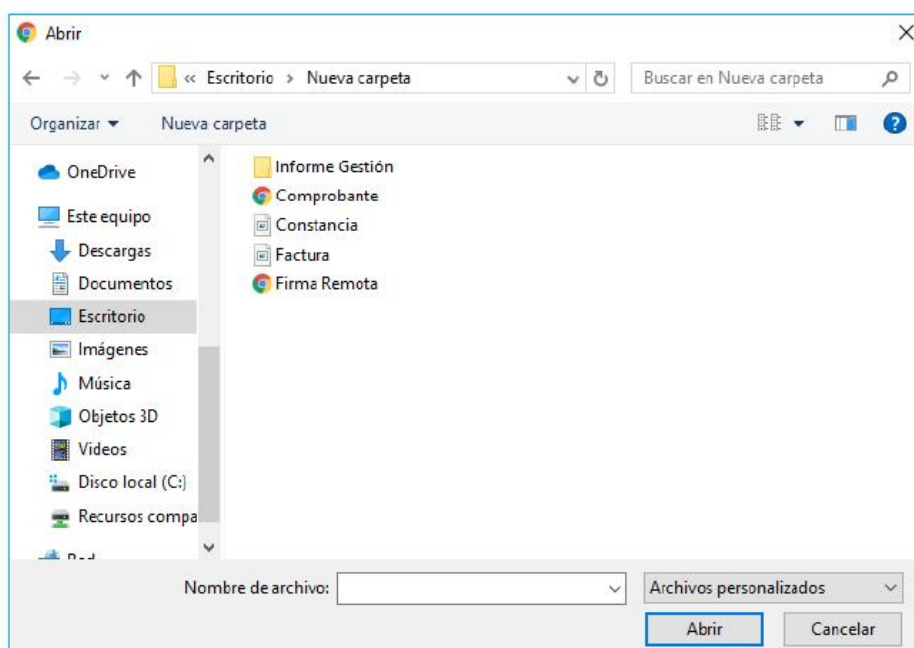 Abrir
« Escritorio > Nueva carpeta
Buscar en Nueva carpeta
Organizar
Nueva carpeta
OneDrive
Este equipo
Descargas
Documentos
Escritorio
Imágenes
Música
Objetos 3D
Videos
Disco local (C:)
Recursos compa
Informe Gestión
Comprobante
Constancia
Factura
Firma Remota
Nombre de archivo:
Archivos personalizados
Abrir
Cancelar